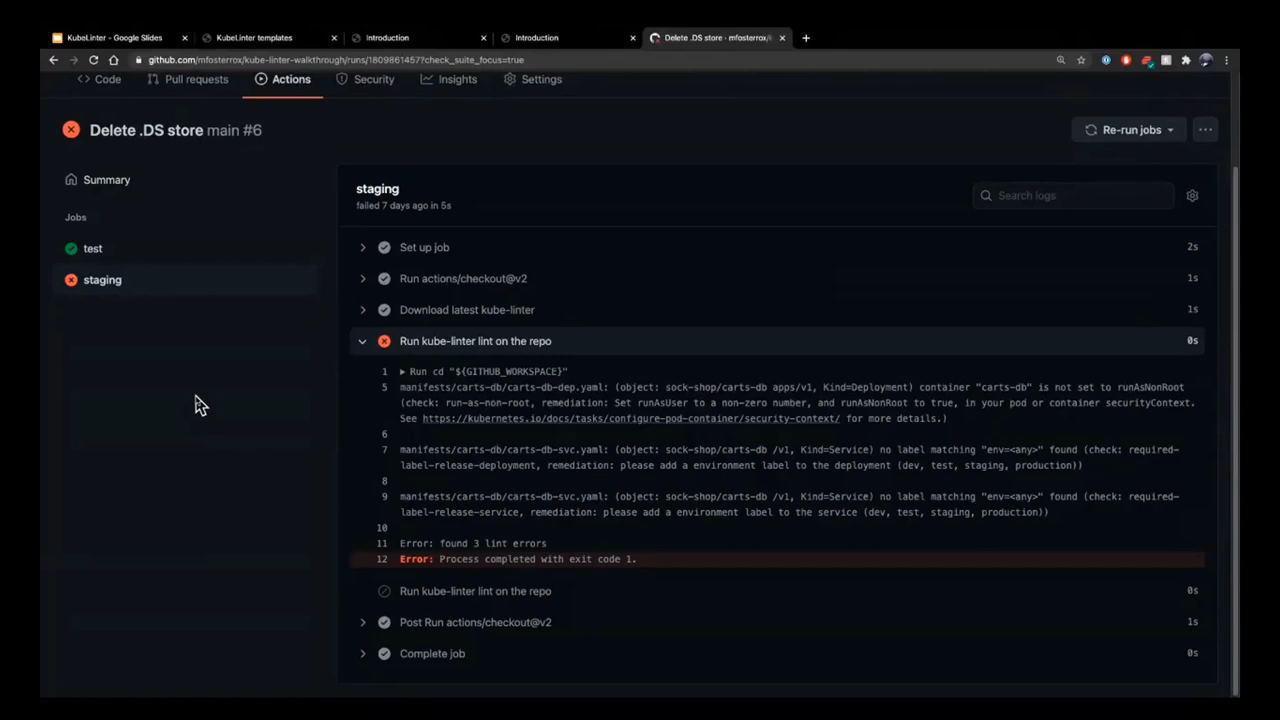 KubeLinter - Google Slides
KubeLinter templates
Introduction
Introduction
Delete .DS store · mfosterrox/k
github.com/mfosterrox/kube-linter-walkthrough/runs/1809861457?check_suite_focus=true
Code
Pull requests
Actions
Security
Insights
Settings
Delete .DS store main #6
Re-run jobs
Summary
Jobs
test
staging
staging
failed 7 days ago in 5s
Search logs
Set up job 2s
Run actions/checkout@v2 1s
Download latest kube-linter 1s
Run kube-linter lint on the repo 0s
1 ▶ Run cd "${GITHUB_WORKSPACE}"
5 manifests/carts-db/carts-db-dep.yaml: (object: sock-shop/carts-db apps/v1, Kind=Deployment) container "carts-db" is not set to runAsNonRoot
(check: run-as-non-root, remediation: Set runAsUser to a non-zero number, and runAsNonRoot to true, in your pod or container securityContext.
See https://kubernetes.io/docs/tasks/configure-pod-container/security-context/ for more details.)
6
7 manifests/carts-db/carts-db-svc.yaml: (object: sock-shop/carts-db /v1, Kind=Service) no label matching "env=<any>" found (check: required-
label-release-deployment, remediation: please add a environment label to the deployment (dev, test, staging, production))
8
9 manifests/carts-db/carts-db-svc.yaml: (object: sock-shop/carts-db /v1, Kind=Service) no label matching "env=<any>" found (check: required-
label-release-service, remediation: please add a environment label to the service (dev, test, staging, production))
10
11 Error: found 3 lint errors
12 Error: Process completed with exit code 1.
Run kube-linter lint on the repo 0s
Post Run actions/checkout@v2 1s
Complete job 0s